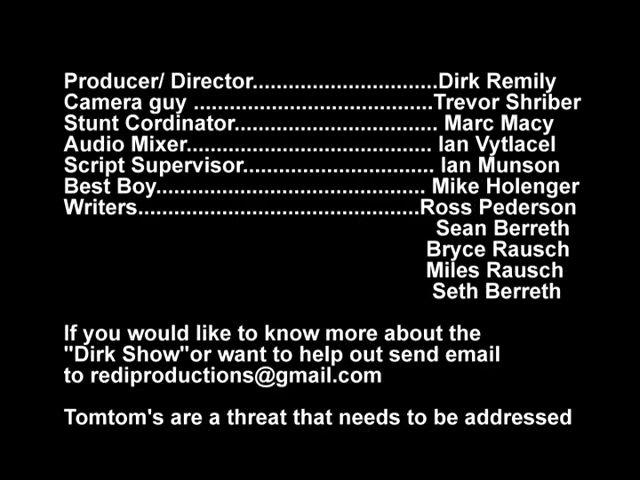 Producer/ Director................................Dirk Remily
Camera guy .........................................Trevor Shriber
Stunt Cordinator................................... Marc Macy
Audio Mixer.......................................... Ian Vytlacel
Script Supervisor................................. Ian Munson
Best Boy.............................................. Mike Holenger
Writers................................................Ross Pederson
Sean Berreth
Bryce Rausch
Miles Rausch
Seth Berreth
If you would like to know more about the
"Dirk Show"or want to help out send email
to rediproductions@gmail.com
Tomtom's are a threat that needs to be addressed